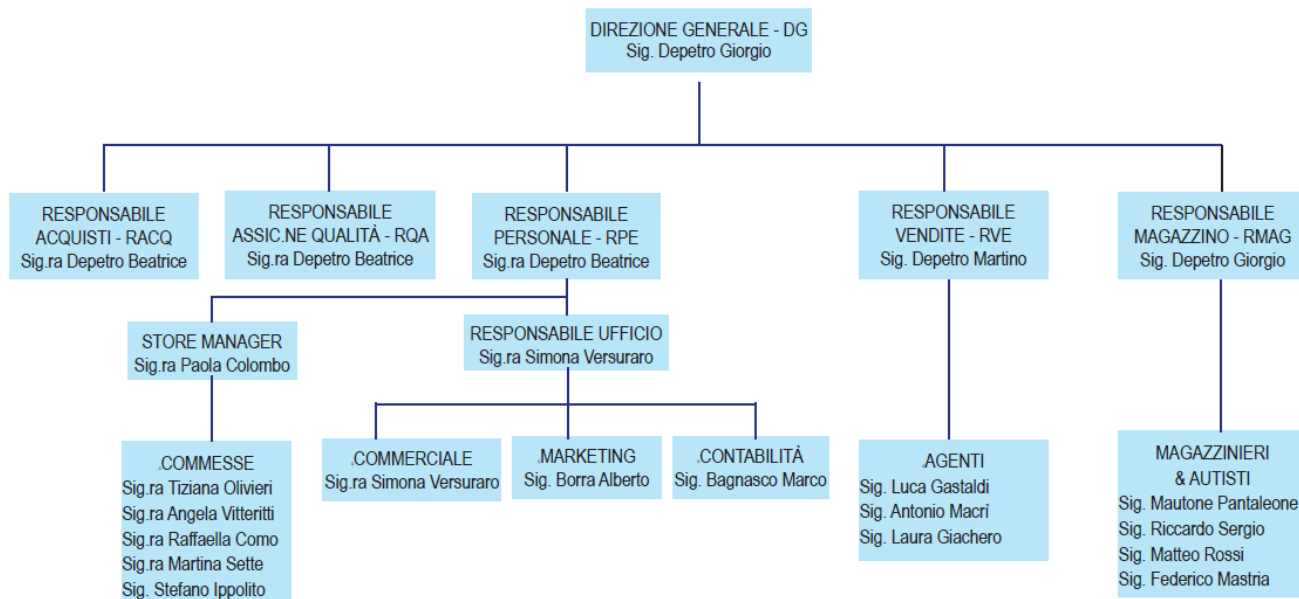 DIREZIONE GENERALE - DG
Sig. Depetro Giorgio
RESPONSABILE
ACQUISTI - RACQ
Sig.ra Depetro Beatrice
RESPONSABILE
ASSIC.NE QUALITÀ - RQA
Sig.ra Depetro Beatrice
RESPONSABILE
PERSONALE - RPE
Sig.ra Depetro Beatrice
RESPONSABILE
VENDITE - RVE
Sig. Depetro Martino
RESPONSABILE
MAGAZZINO - RMAG
Sig. Depetro Giorgio
STORE MANAGER
Sig.ra Paola Colombo
RESPONSABILE UFFICIO
Sig.ra Simona Versuraro
.COMMESSE
Sig.ra Tiziana Olivieri
Sig.ra Angela Vitteritti
Sig.ra Raffaella Como
Sig.ra Martina Sette
Sig. Stefano Ippolito
.COMMERCIALE
Sig.ra Simona Versuraro
.MARKETING
Sig. Borra Alberto
.CONTABILITÀ
Sig. Bagnasco Marco
.AGENTI
Sig. Luca Gastaldi
Sig. Antonio Macrì
Sig. Laura Giachero
MAGAZZINIERI
& AUTISTI
Sig. Mautone Pantaleone
Sig. Riccardo Sergio
Sig. Matteo Rossi
Sig. Federico Mastria